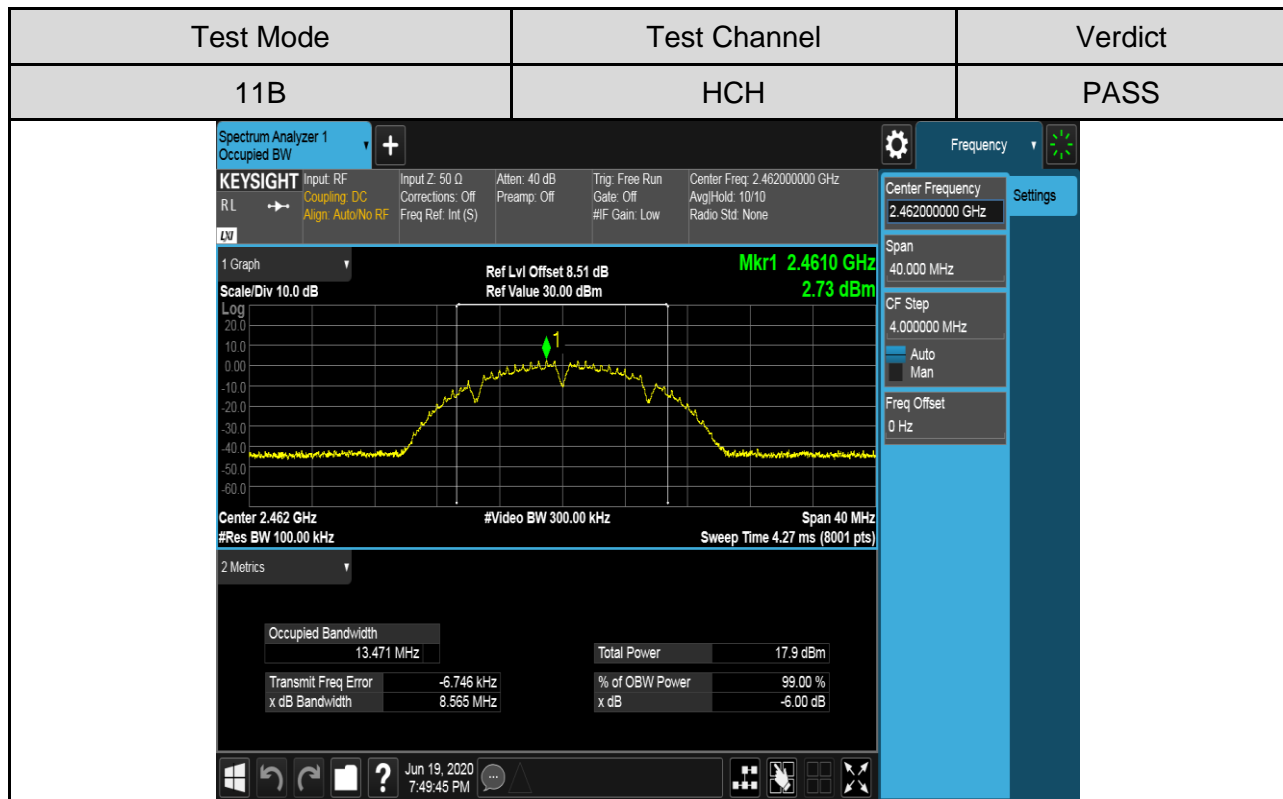 Test Mode Test Channel Verdict
11B HCH PASS
Spectrum Analyzer 1
Occupied BW
+
Frequency
KEYSIGHT Input: RF Input Z: 50 Ω Atten: 40 dB Trig: Free Run Center Freq: 2.462000000 GHz
RL Coupling: DC Corrections: Off Preamp: Off Gate: Off Avg|Hold: 10/10
Align: Auto/No RF Freq Ref: Int (S) #IF Gain: Low Radio Std: None
LXI
Center Frequency
2.462000000 GHz
Settings
Span
40.000 MHz
CF Step
4.000000 MHz
Auto
Man
Freq Offset
0 Hz
1 Graph
Ref Lvl Offset 8.51 dB Mkr1 2.4610 GHz
Scale/Div 10.0 dB Ref Value 30.00 dBm 2.73 dBm
Log
20.0
10.0
0.00
-10.0
-20.0
-30.0
-40.0
-50.0
-60.0
1
Center 2.462 GHz #Video BW 300.00 kHz Span 40 MHz
#Res BW 100.00 kHz Sweep Time 4.27 ms (8001 pts)
2 Metrics
Occupied Bandwidth
13.471 MHz Total Power 17.9 dBm
Transmit Freq Error -6.746 kHz % of OBW Power 99.00 %
x dB Bandwidth 8.565 MHz x dB -6.00 dB
? Jun 19, 2020
7:49:45 PM